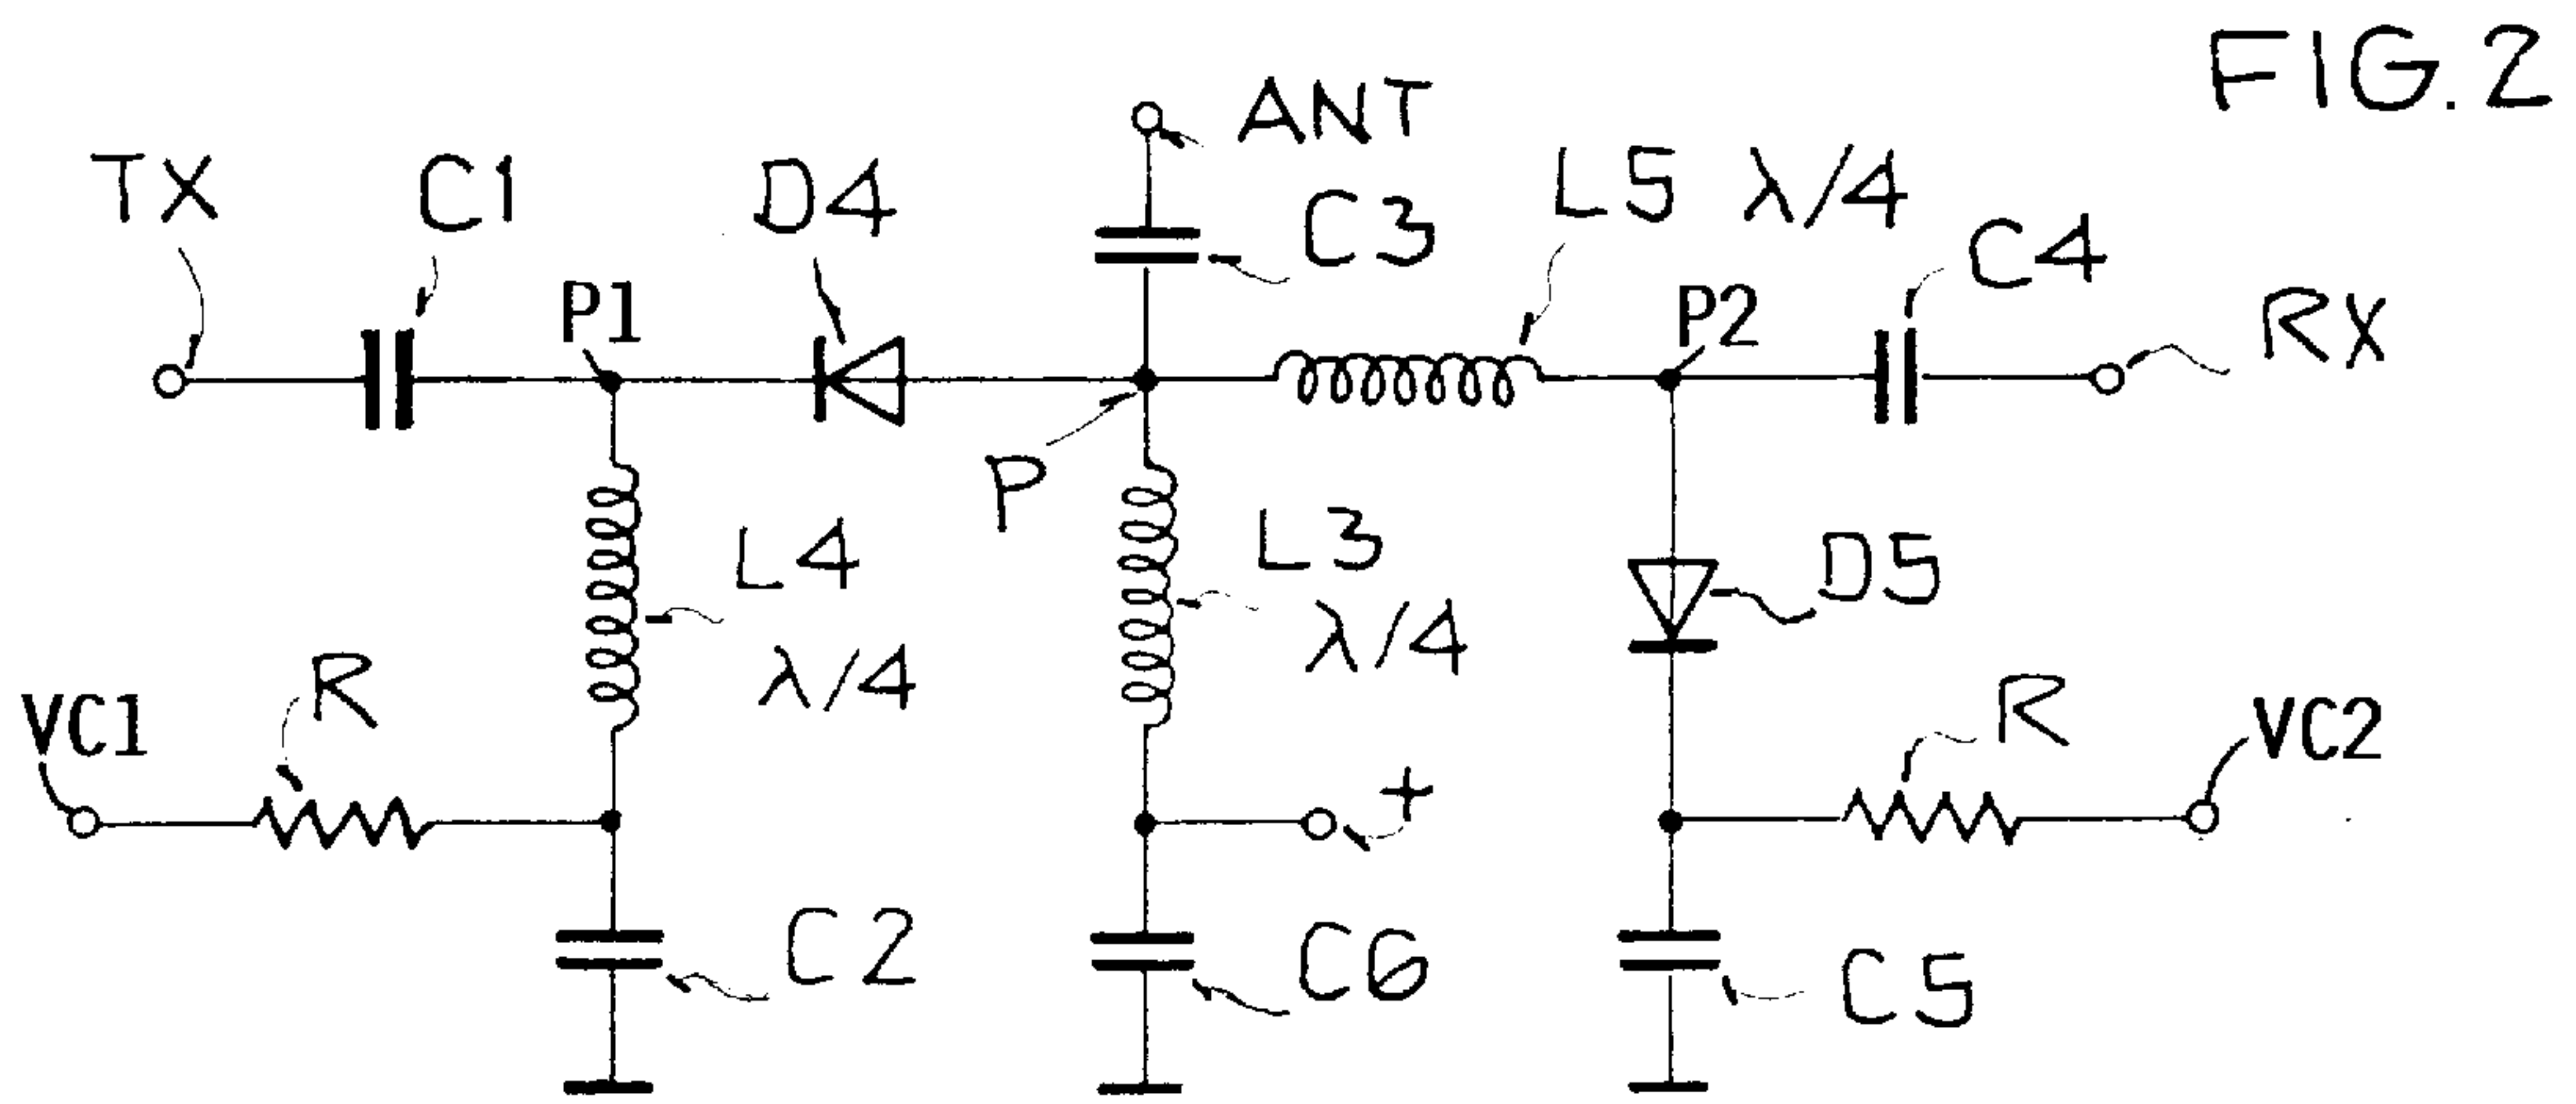 FIG. 2
ANT
TX
C1
D4
C3
L5 λ/4
C4
P1
P2
RX
P
L4
λ/4
L3
λ/4
D5
VC1
R
R
VC2
+
C2
C6
C5